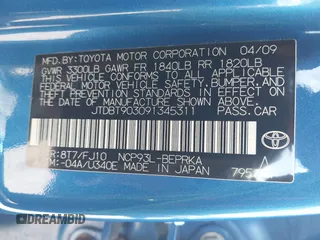 MFD. BY: TOYOTA MOTOR CORPORATION 04/09
GVWR 3300LB GAWR FR 1840LB RR 1820LB
THIS VEHICLE CONFORMS TO ALL APPLICABLE
FEDERAL MOTOR VEHICLE SAFETY, BUMPER, AND
THEFT PREVENTION STANDARDS IN EFFECT ON
THE DATE OF MANUFACTURE SHOWN ABOVE.
JTDBT903091345311
PASS.CAR
R: 8T7/FJ10 NCP93L-BEPRKA
M: -04A/U340E MADE IN JAPAN
A
TOYOTA
795